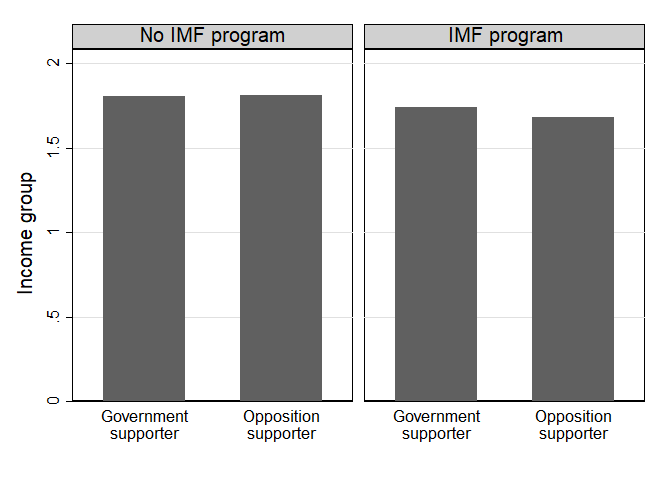 No IMF program
IMF program
Income group
2
1.5
1
.5
0
Government
supporter
Opposition
supporter
Government
supporter
Opposition
supporter